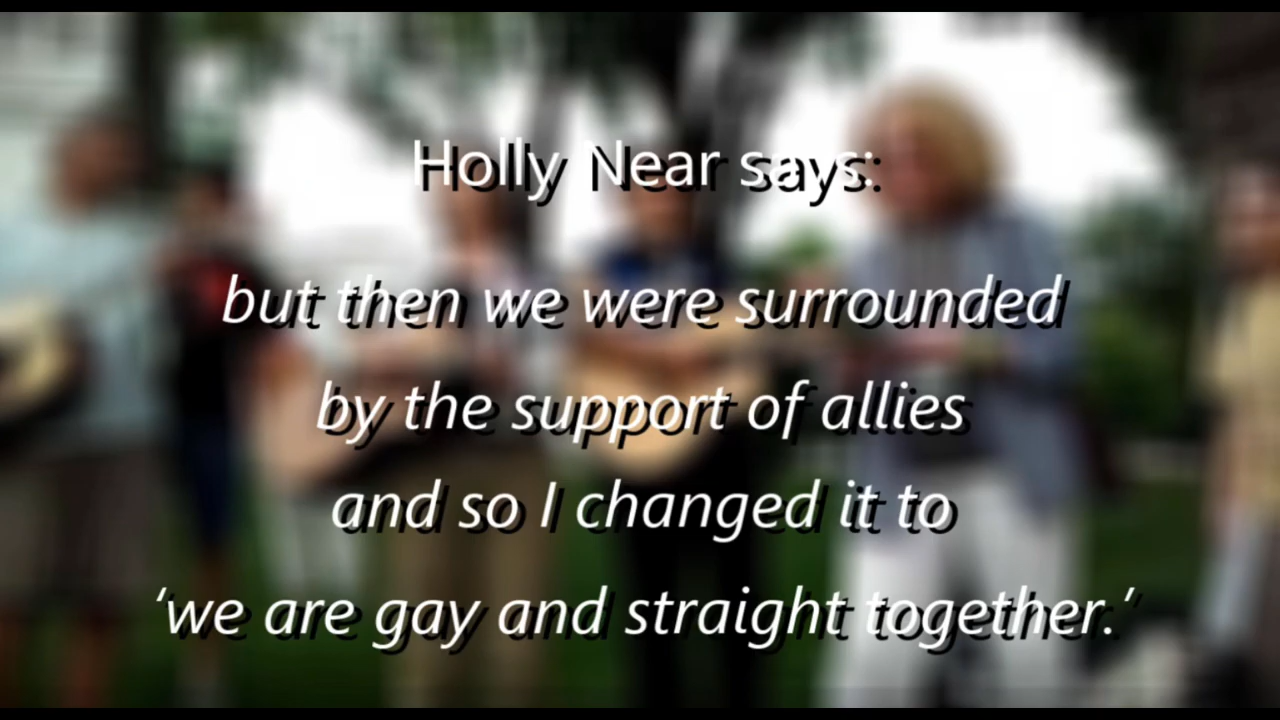 Holly Near says:
but then we were surrounded
by the support of allies
and so I changed it to
‘we are gay and straight together.’